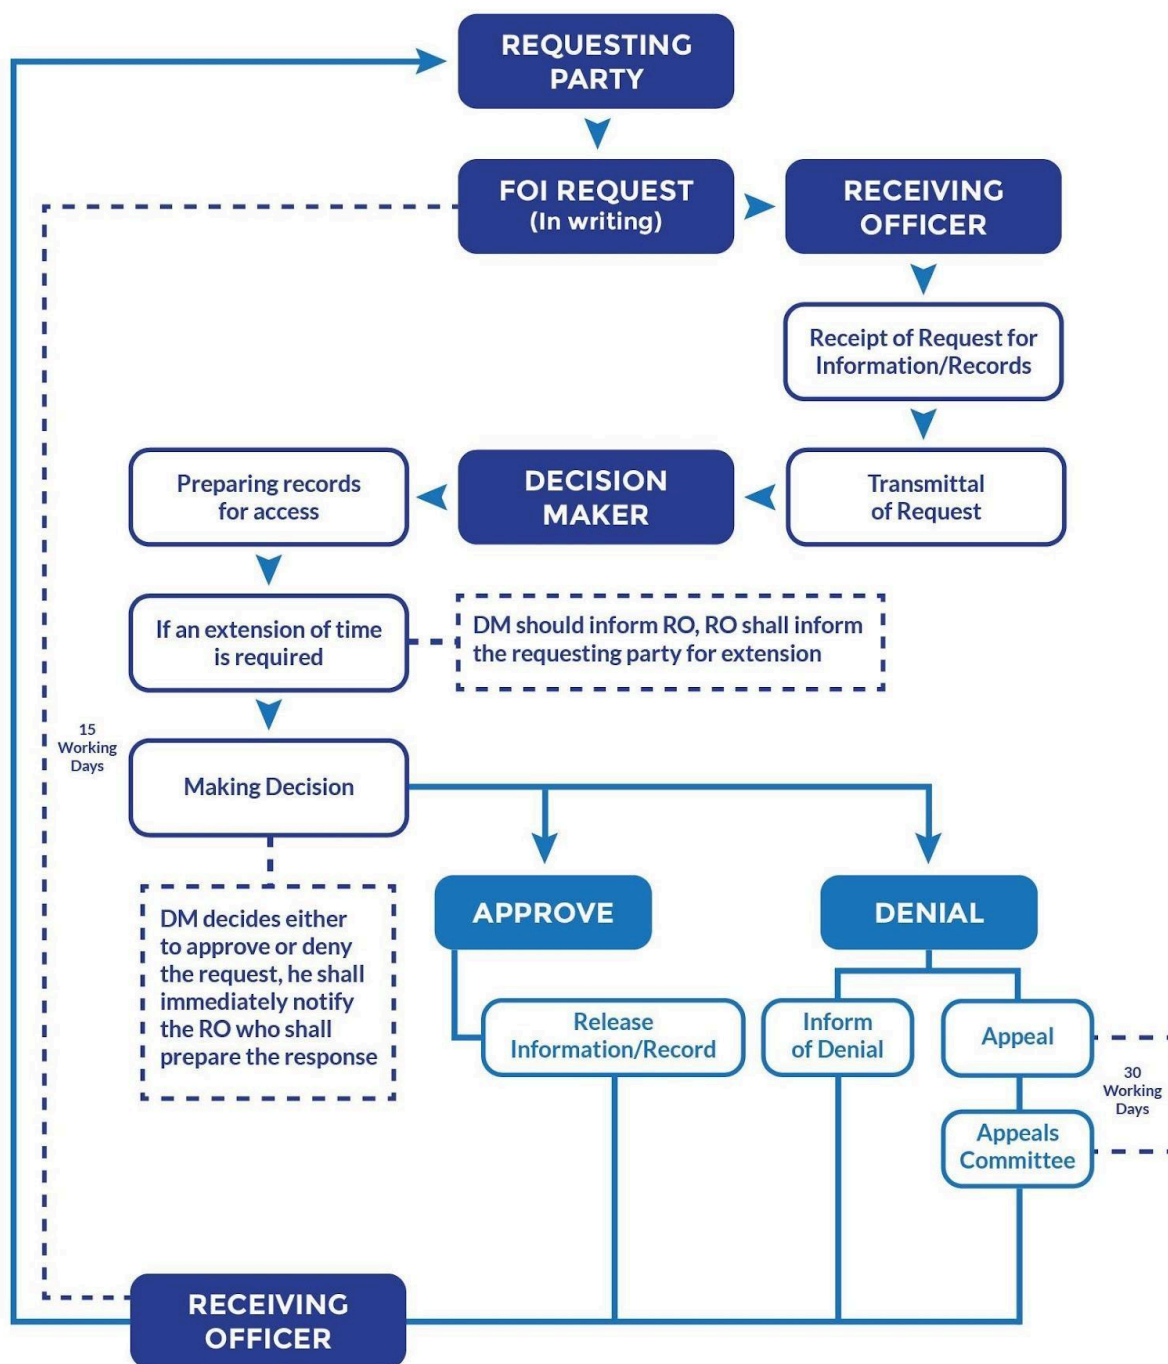 REQUESTING
PARTY
FOI REQUEST
(In writing)
RECEIVING
OFFICER
Receipt of Request for
Information/Records
Transmittal
of Request
DECISION
MAKER
Preparing records
for access
If an extension of time
is required
DM should inform RO, RO shall inform
the requesting party for extension
15
Working
Days
Making Decision
DM decides either
to approve or deny
the request, he shall
immediately notify
the RO who shall
prepare the response
APPROVE
DENIAL
Release
Information/Record
Inform
of Denial
Appeal
30
Working
Days
Appeals
Committee
RECEIVING
OFFICER